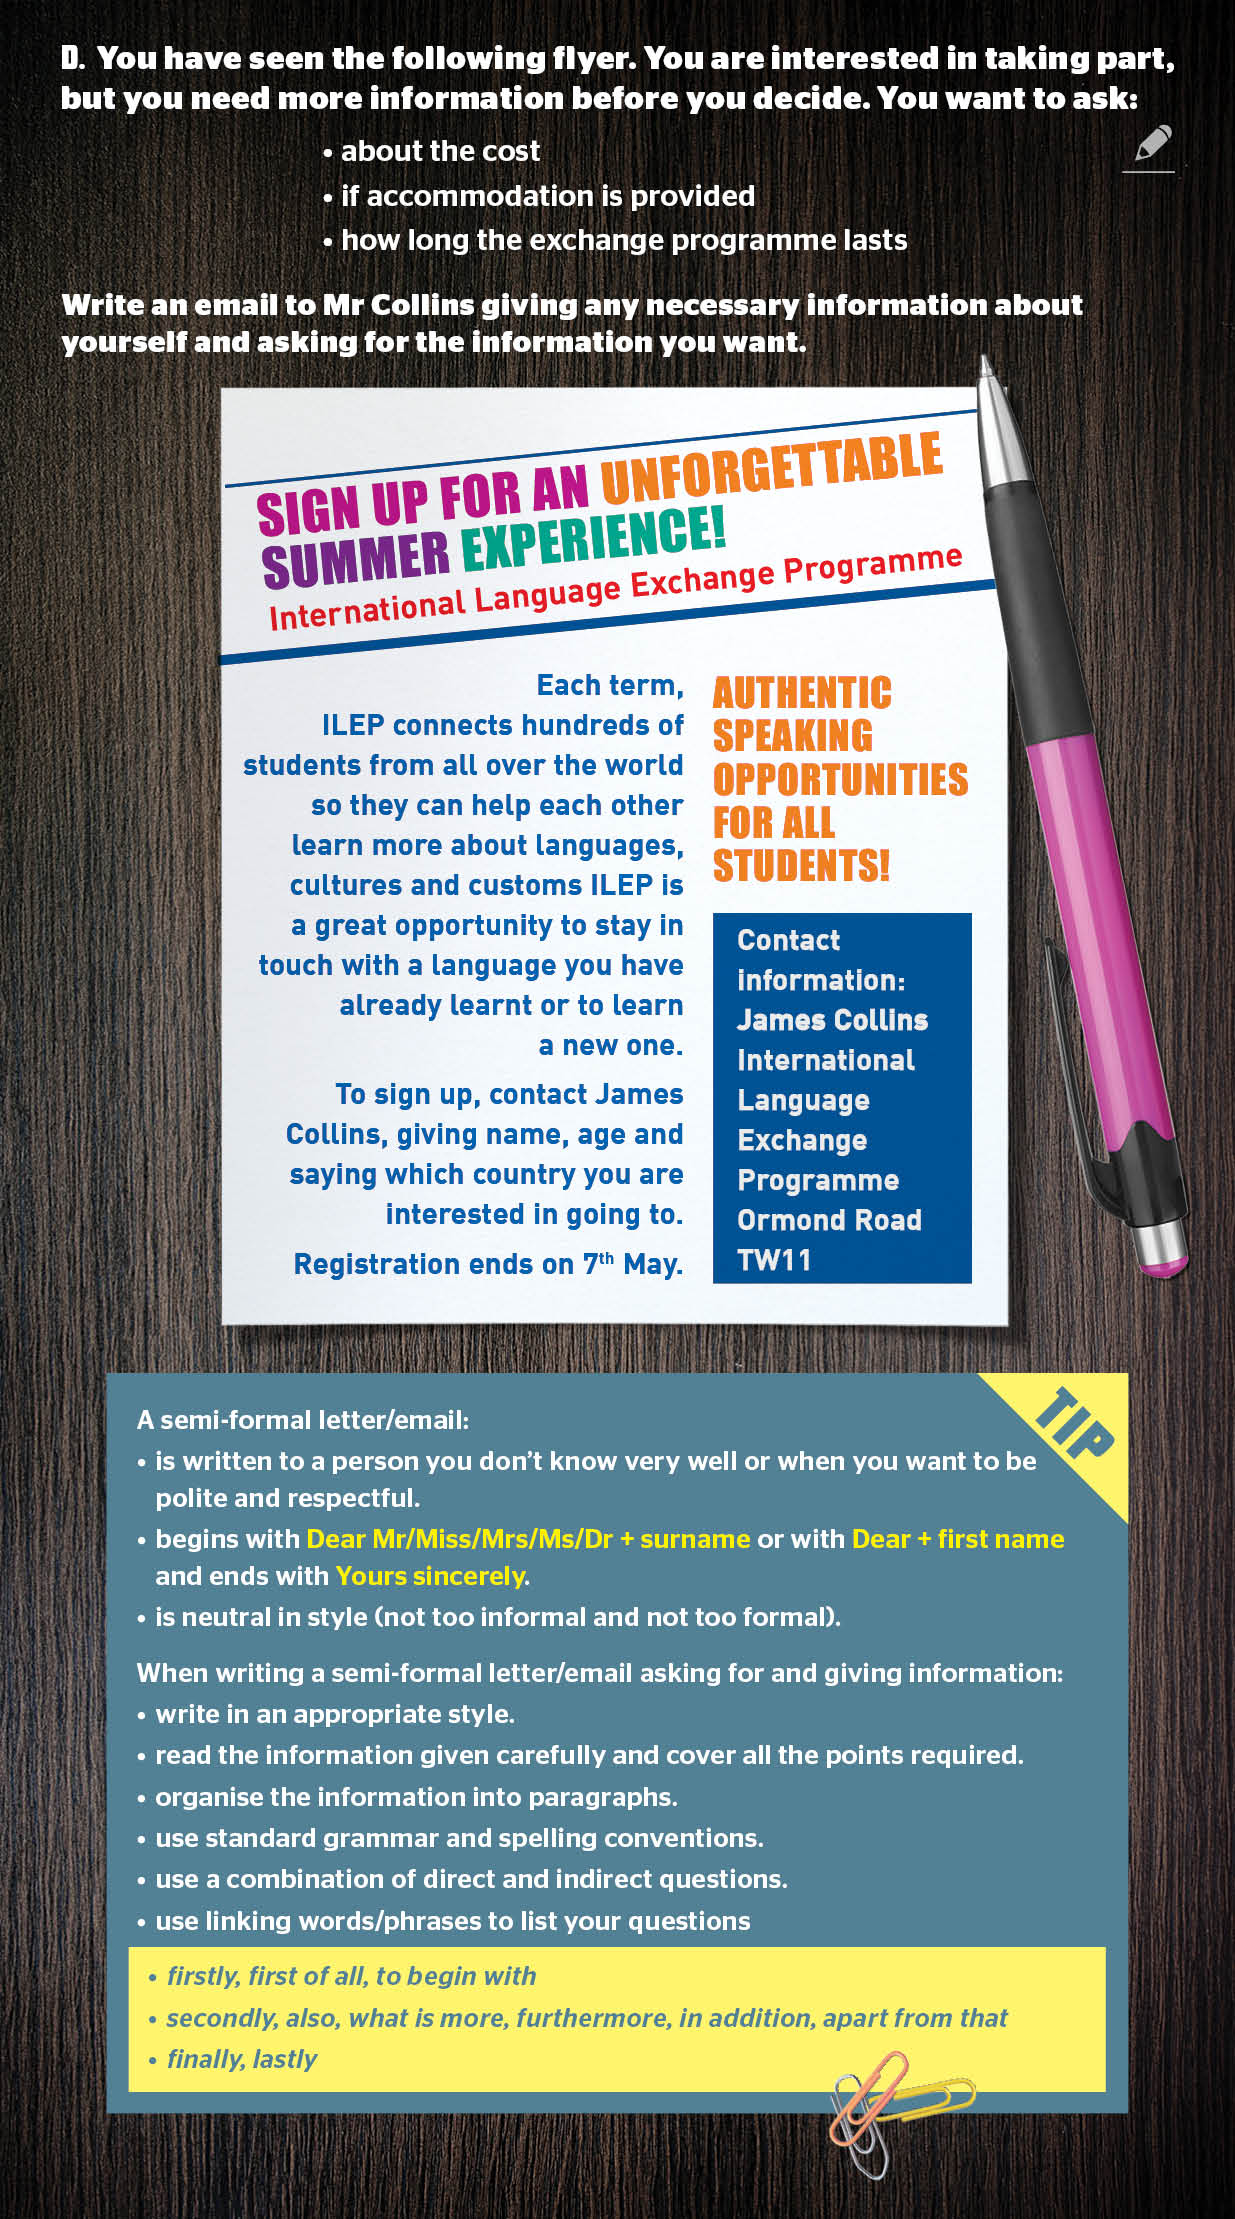 D. You have seen the following flyer. You are interested in taking part,
but you need more information before you decide. You want to ask:
• about the cost
• if accommodation is provided
• how long the exchange programme lasts
Write an email to Mr Collins giving any necessary information about
yourself and asking for the information you want.
SIGN UP FOR AN UNFORGETTABLE
SUMMER EXPERIENCE!
International Language Exchange Programme
Each term,
ILEP connects hundreds of
students from all over the world
so they can help each other
learn more about languages,
cultures and customs ILEP is
a great opportunity to stay in
touch with a language you have
already learnt or to learn
a new one.
To sign up, contact James
Collins, giving name, age and
saying which country you are
interested in going to.
Registration ends on 7th May.
AUTHENTIC
SPEAKING
OPPORTUNITIES
FOR ALL
STUDENTS!
Contact
information:
James Collins
International
Language
Exchange
Programme
Ormond Road
TW11
TIP
A semi-formal letter/email:
• is written to a person you don't know very well or when you want to be
polite and respectful.
• begins with Dear Mr/Miss/Mrs/Ms/Dr + surname or with Dear + first name
and ends with Yours sincerely.
• is neutral in style (not too informal and not too formal).
When writing a semi-formal letter/email asking for and giving information:
• write in an appropriate style.
• read the information given carefully and cover all the points required.
• organise the information into paragraphs.
• use standard grammar and spelling conventions.
• use a combination of direct and indirect questions.
• use linking words/phrases to list your questions
• firstly, first of all, to begin with
• secondly, also, what is more, furthermore, in addition, apart from that
• finally, lastly